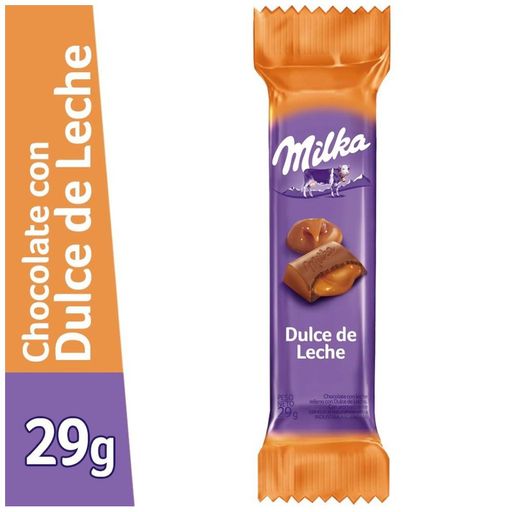 Chocolate con
Dulce de Leche
29g
Milka
Milka
Dulce de
Leche
PESO
NETO
29g
Chocolate con leche
relleno con Dulce de Leche.